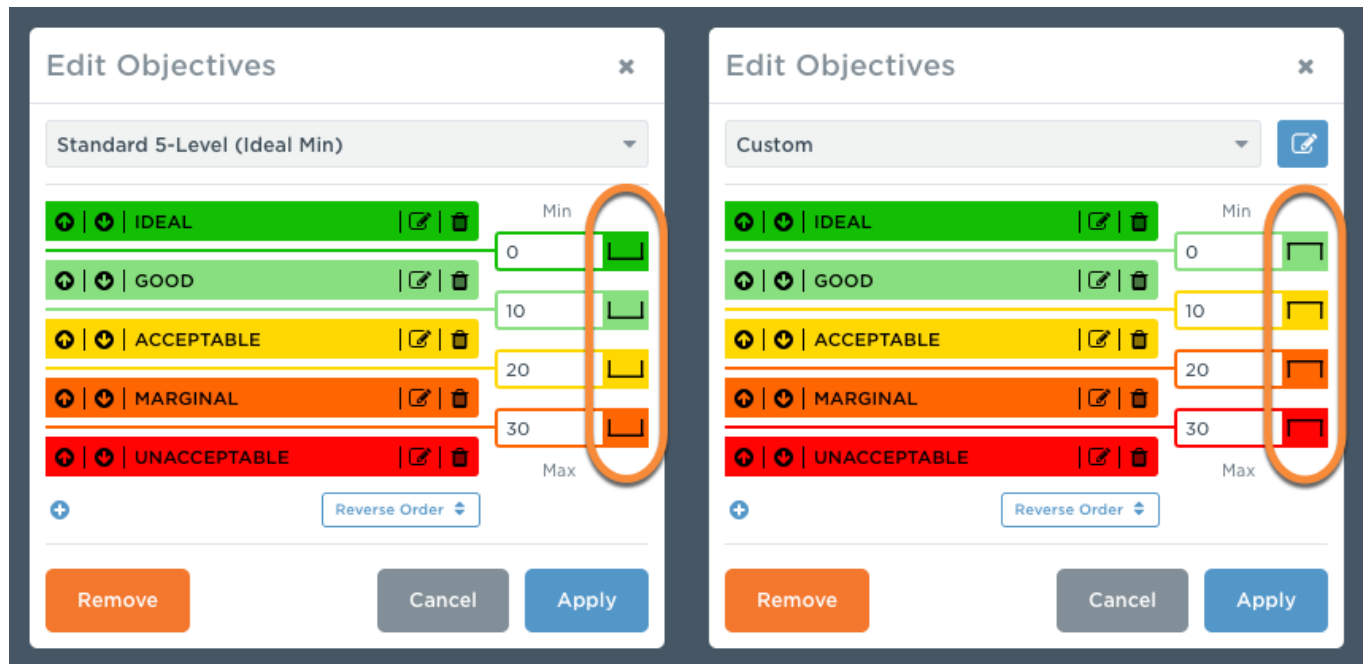 Edit Objectives
Standard 5-Level (Ideal Min)
Min
IDEAL
0
GOOD
10
ACCEPTABLE
20
MARGINAL
30
UNACCEPTABLE
Max
Reverse Order
Remove Cancel Apply
Edit Objectives
Custom
Min
IDEAL
0
GOOD
10
ACCEPTABLE
20
MARGINAL
30
UNACCEPTABLE
Max
Reverse Order
Remove Cancel Apply